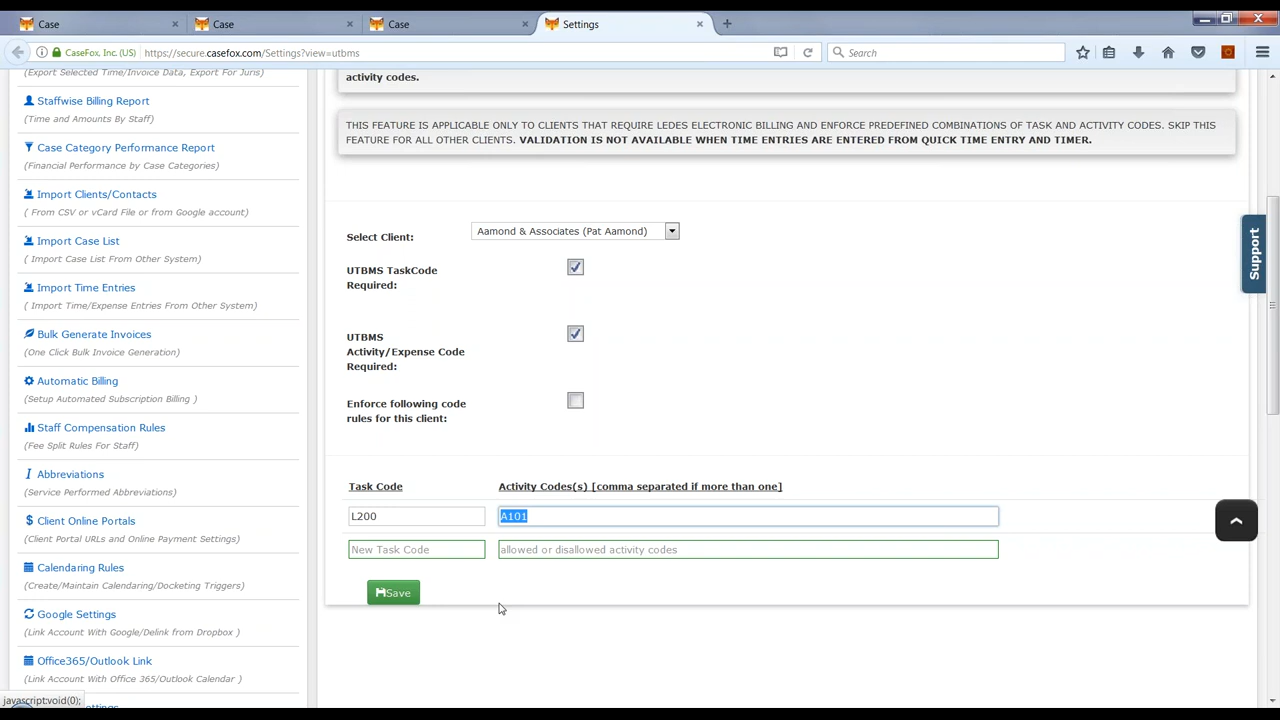 Case
Case
Case
Settings
CaseFox, Inc. (US)
https://secure.casefox.com/Settings?view=utbms
Search
(Export Selected Time/Invoice Data, Export For Juris)
Staffwise Billing Report
(Time and Amounts By Staff)
Case Category Performance Report
(Financial Performance by Case Categories)
Import Clients/Contacts
( From CSV or vCard File or from Google account)
Import Case List
( Import Case List From Other System)
Import Time Entries
( Import Time/Expense Entries From Other System)
Bulk Generate Invoices
(One Click Bulk Invoice Generation)
Automatic Billing
(Setup Automated Subscription Billing )
Staff Compensation Rules
(Fee Split Rules For Staff)
Abbreviations
(Service Performed Abbreviations)
Client Online Portals
(Client Portal URLs and Online Payment Settings)
Calendaring Rules
(Create/Maintain Calendaring/Docketing Triggers)
Google Settings
(Link Account With Google/Delink from Dropbox )
Office365/Outlook Link
(Link Account With Office 365/Outlook Calendar )
javascript:void(0);
activity codes.
THIS FEATURE IS APPLICABLE ONLY TO CLIENTS THAT REQUIRE LEDES ELECTRONIC BILLING AND ENFORCE PREDEFINED COMBINATIONS OF TASK AND ACTIVITY CODES. SKIP THIS
FEATURE FOR ALL OTHER CLIENTS. VALIDATION IS NOT AVAILABLE WHEN TIME ENTRIES ARE ENTERED FROM QUICK TIME ENTRY AND TIMER.
Select Client:
Aamond & Associates (Pat Aamond)
UTBMS TaskCode
Required:
UTBMS
Activity/Expense Code
Required:
Enforce following code
rules for this client:
Task Code
Activity Codes(s) [comma separated if more than one]
L200
A101
New Task Code
allowed or disallowed activity codes
Save
Support